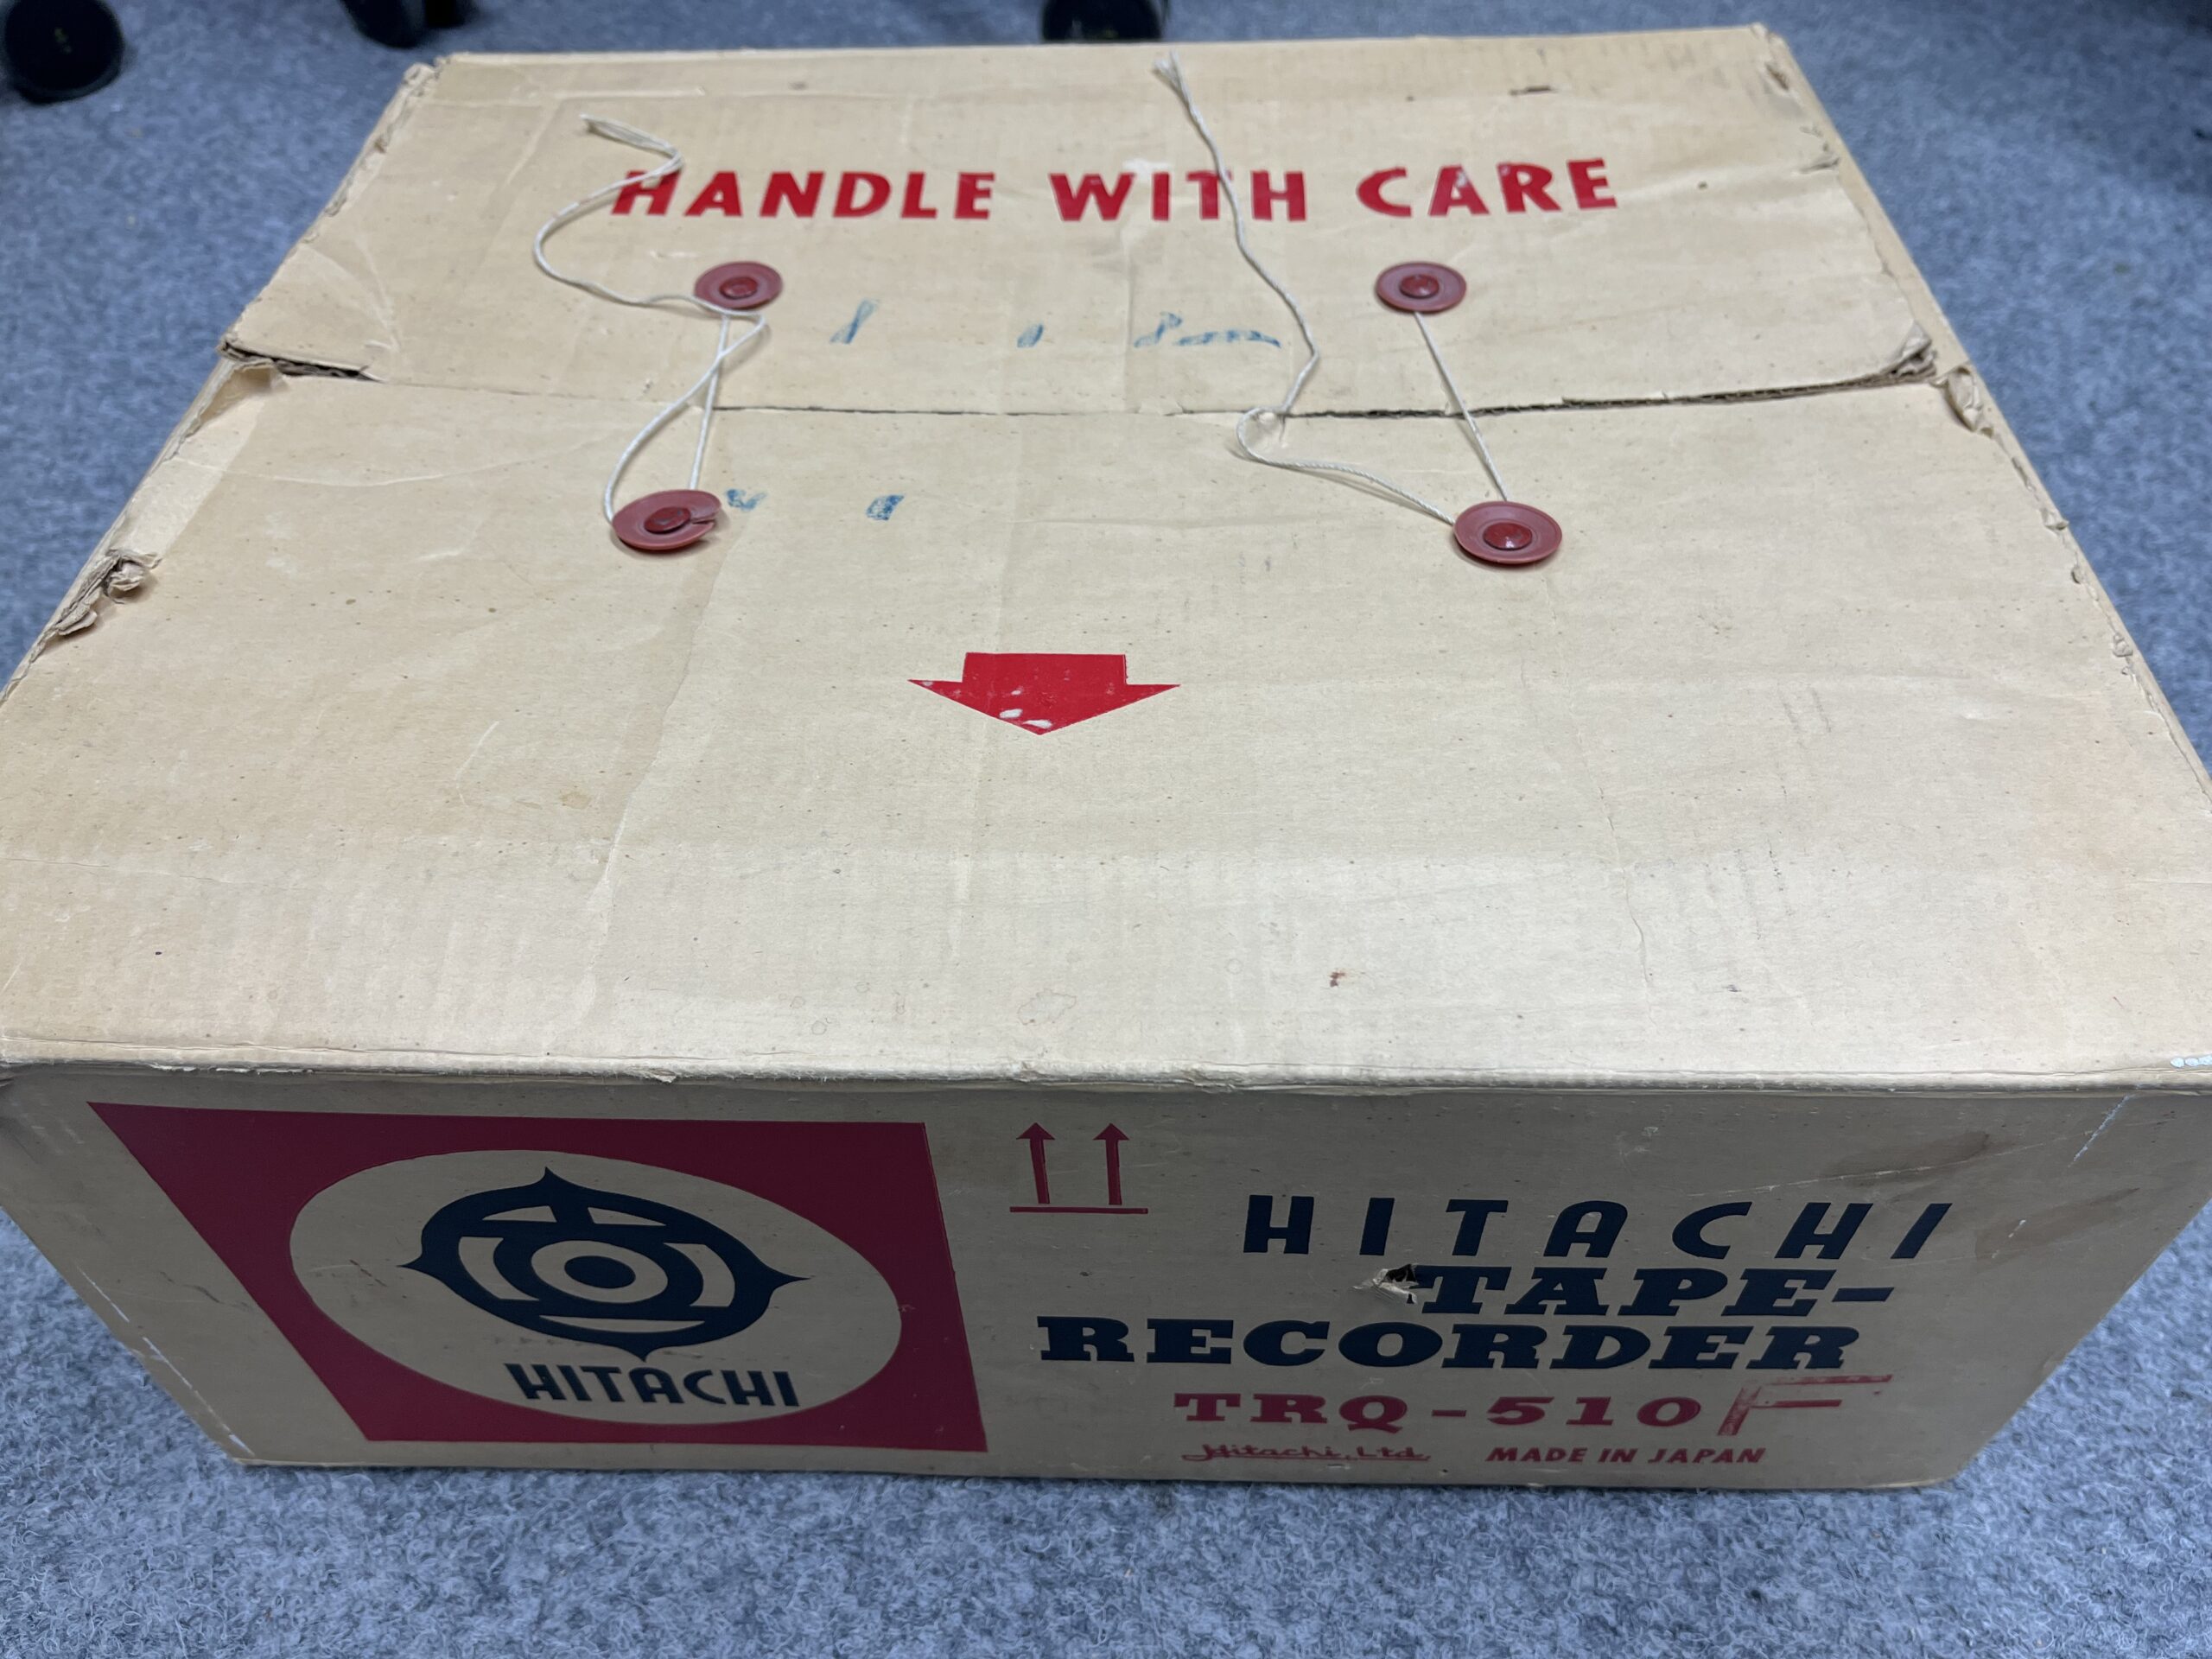 HANDLE WITH CARE
HITACHI
HITACHI
TAPE-
RECORDER
TRQ-510F
Hitachi, Ltd. MADE IN JAPAN